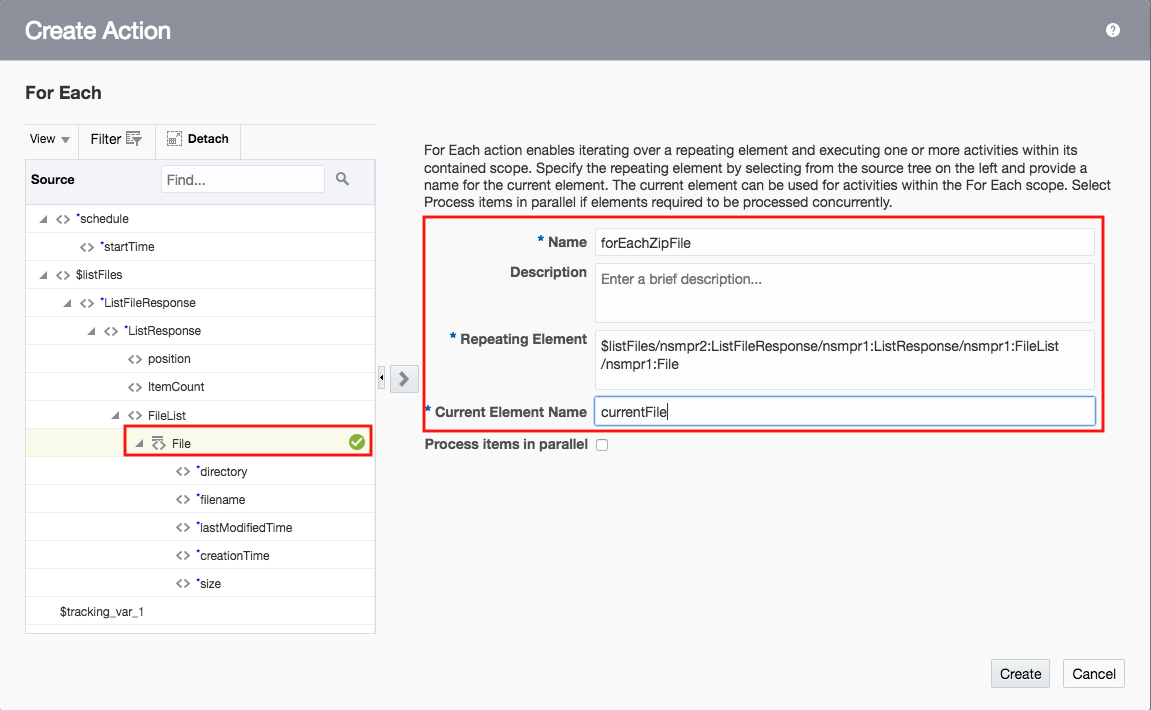 Create Action
?
For Each
View
Filter
Detach
Source
Find...
*schedule
*startTime
$listFiles
*ListFileResponse
*ListResponse
position
ItemCount
FileList
File
*directory
*filename
*lastModifiedTime
*creationTime
*size
$tracking_var_1
For Each action enables iterating over a repeating element and executing one or more activities within its
contained scope. Specify the repeating element by selecting from the source tree on the left and provide a
name for the current element. The current element can be used for activities within the For Each scope. Select
Process items in parallel if elements required to be processed concurrently.
* Name forEachZipFile
Description Enter a brief description...
* Repeating Element $listFiles/nsmpr2:ListFileResponse/nsmpr1:ListResponse/nsmpr1:FileList
/nsmpr1:File
* Current Element Name currentFile
Process items in parallel
Create
Cancel